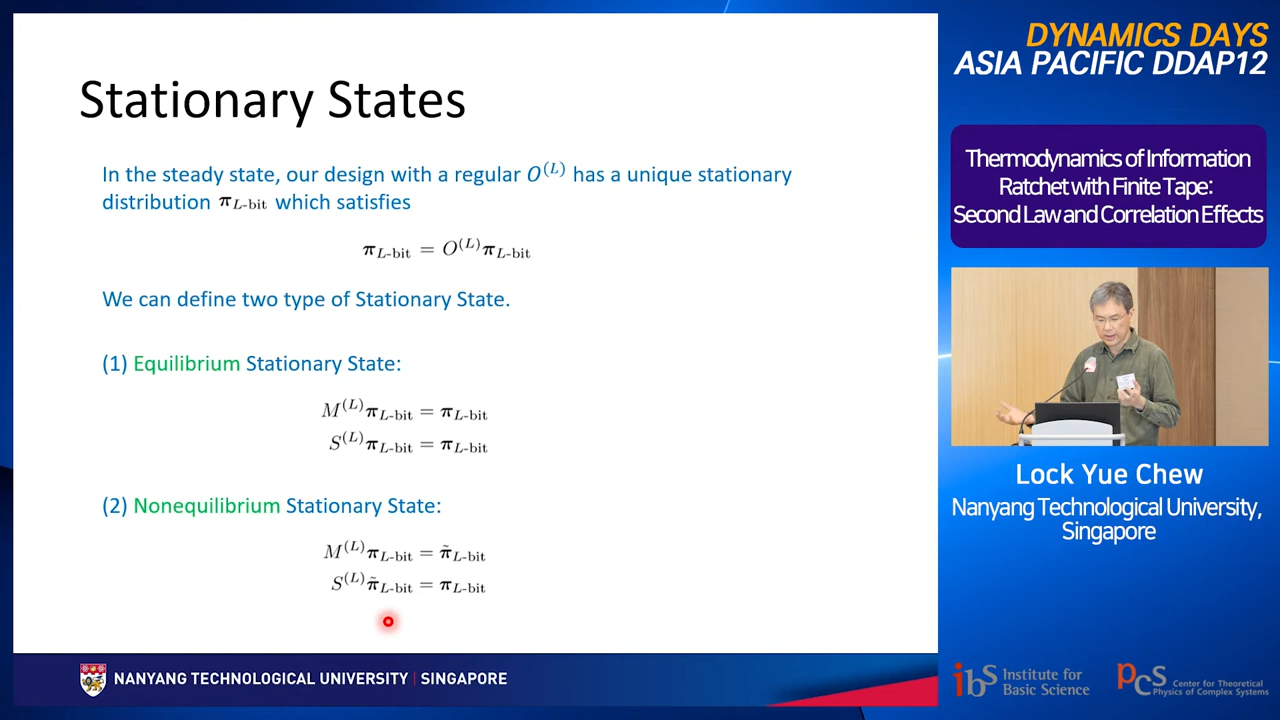 Stationary States
In the steady state, our design with a regular O^(L) has a unique stationary
distribution π_L-bit which satisfies
π_L-bit = O^(L) π_L-bit
We can define two type of Stationary State.
(1) Equilibrium Stationary State:
M^(L) π_L-bit = π_L-bit
S^(L) π_L-bit = π_L-bit
(2) Nonequilibrium Stationary State:
M^(L) π_L-bit = π̃_L-bit
S^(L) π̃_L-bit = π_L-bit
NANYANG TECHNOLOGICAL UNIVERSITY | SINGAPORE
DYNAMICS DAYS
ASIA PACIFIC DDAP12
Thermodynamics of Information
Ratchet with Finite Tape:
Second Law and Correlation Effects
Lock Yue Chew
Nanyang Technological University,
Singapore
ibs Institute for
Basic Science
pcs Center for Theoretical
Physics of Complex Systems